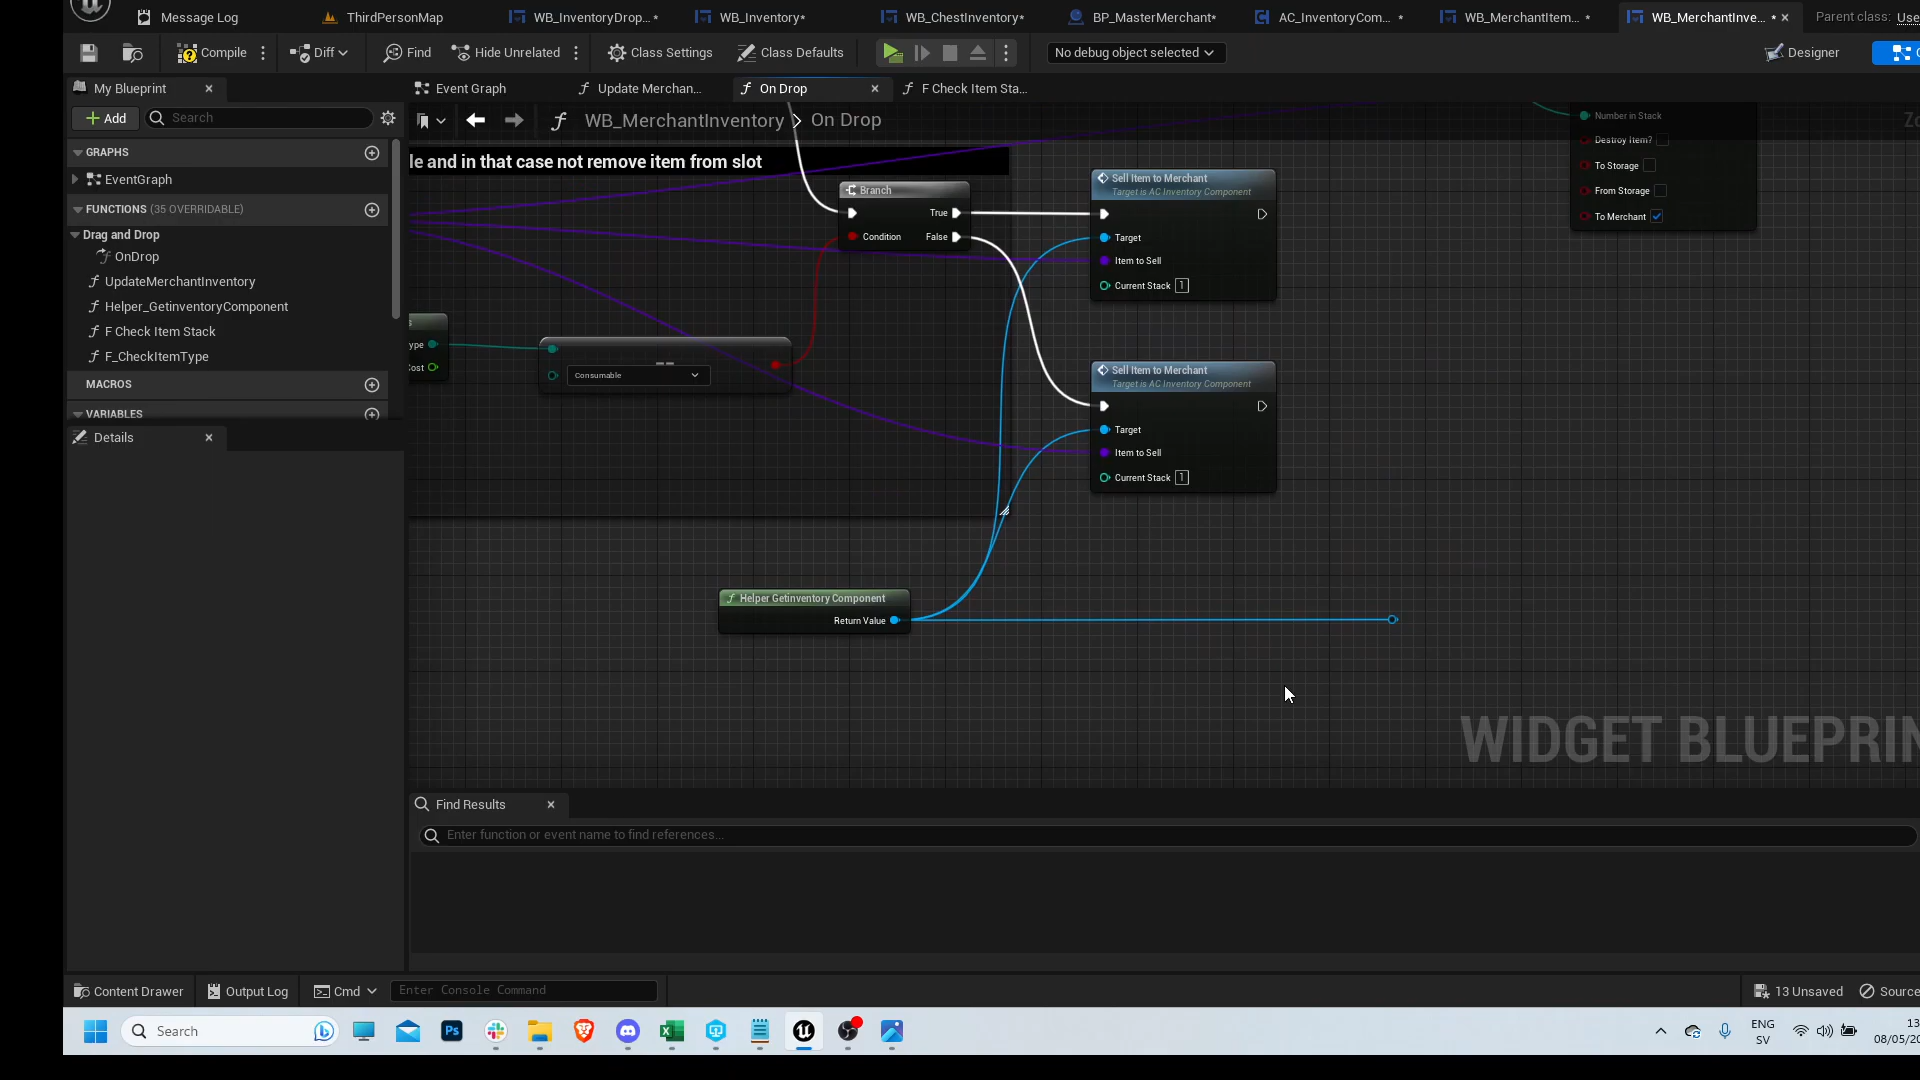 Message Log
ThirdPersonMap
WB_InventoryDrop... *
WB_Inventory*
WB_ChestInventory*
BP_MasterMerchant*
AC_InventoryCom... *
WB_MerchantItem... *
WB_MerchantInve... *
Parent class: Use
Compile
Diff
Find
Hide Unrelated
Class Settings
Class Defaults
No debug object selected
Designer
My Blueprint
Event Graph
Update Merchan...
On Drop
F Check Item Sta...
Add
Search
WB_MerchantInventory
On Drop
Zo
GRAPHS
EventGraph
FUNCTIONS (35 OVERRIDABLE)
Drag and Drop
OnDrop
UpdateMerchantInventory
Helper_GetinventoryComponent
F Check Item Stack
F_CheckItemType
MACROS
VARIABLES
Details
le and in that case not remove item from slot
Branch
True
Condition
False
Sell Item to Merchant
Target is AC Inventory Component
Target
Item to Sell
Current Stack 1
Number in Stack
Destroy Item?
To Storage
From Storage
To Merchant
s
ype
ost
==
Consumable
Sell Item to Merchant
Target is AC Inventory Component
Target
Item to Sell
Current Stack 1
Helper Getinventory Component
Return Value
WIDGET BLUEPRIN
Find Results
Enter function or event name to find references...
Content Drawer
Output Log
Cmd
Enter Console Command
13 Unsaved
Source
Search
Ps
ENG
SV
13
08/05/20